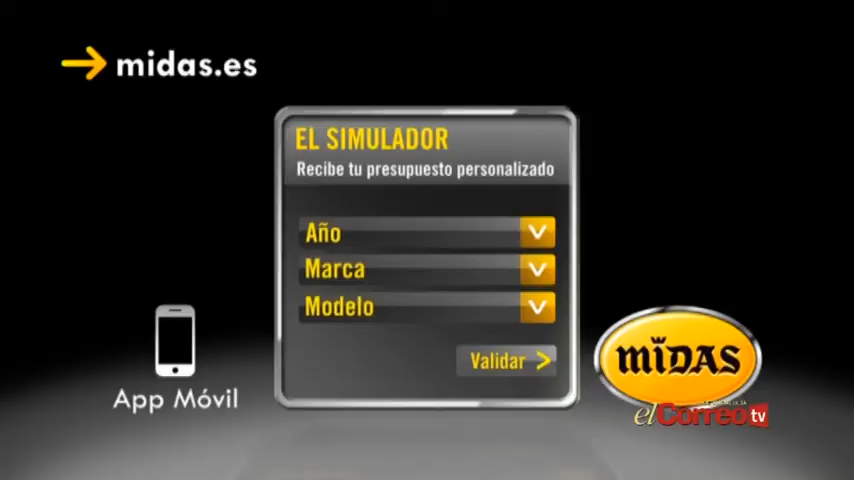 midas.es
EL SIMULADOR
Recibe tu presupuesto personalizado
Año
Marca
Modelo
Validar
App Móvil
MIDAS
elCorreo tv